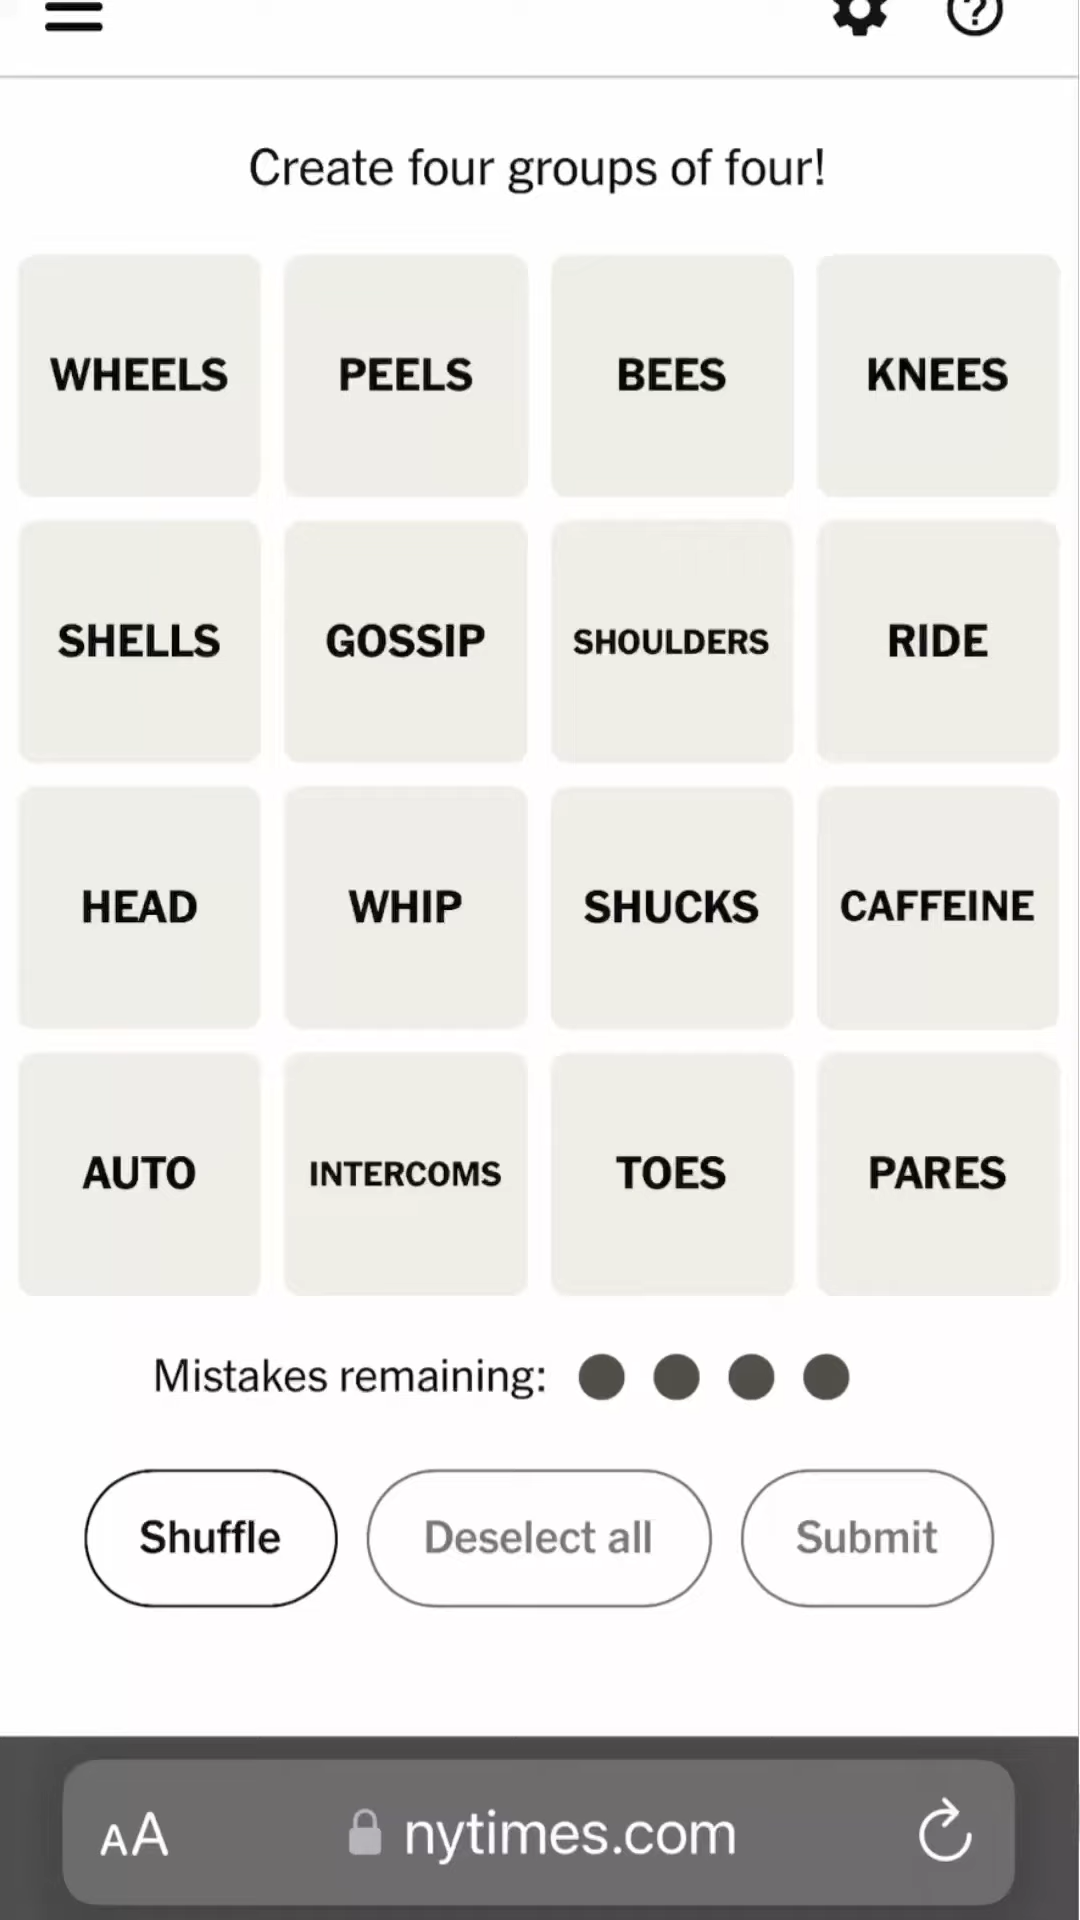 Create four groups of four!
WHEELS PEELS BEES KNEES
SHELLS GOSSIP SHOULDERS RIDE
HEAD WHIP SHUCKS CAFFEINE
AUTO INTERCOMS TOES PARES
Mistakes remaining:
Shuffle Deselect all Submit
AA nytimes.com